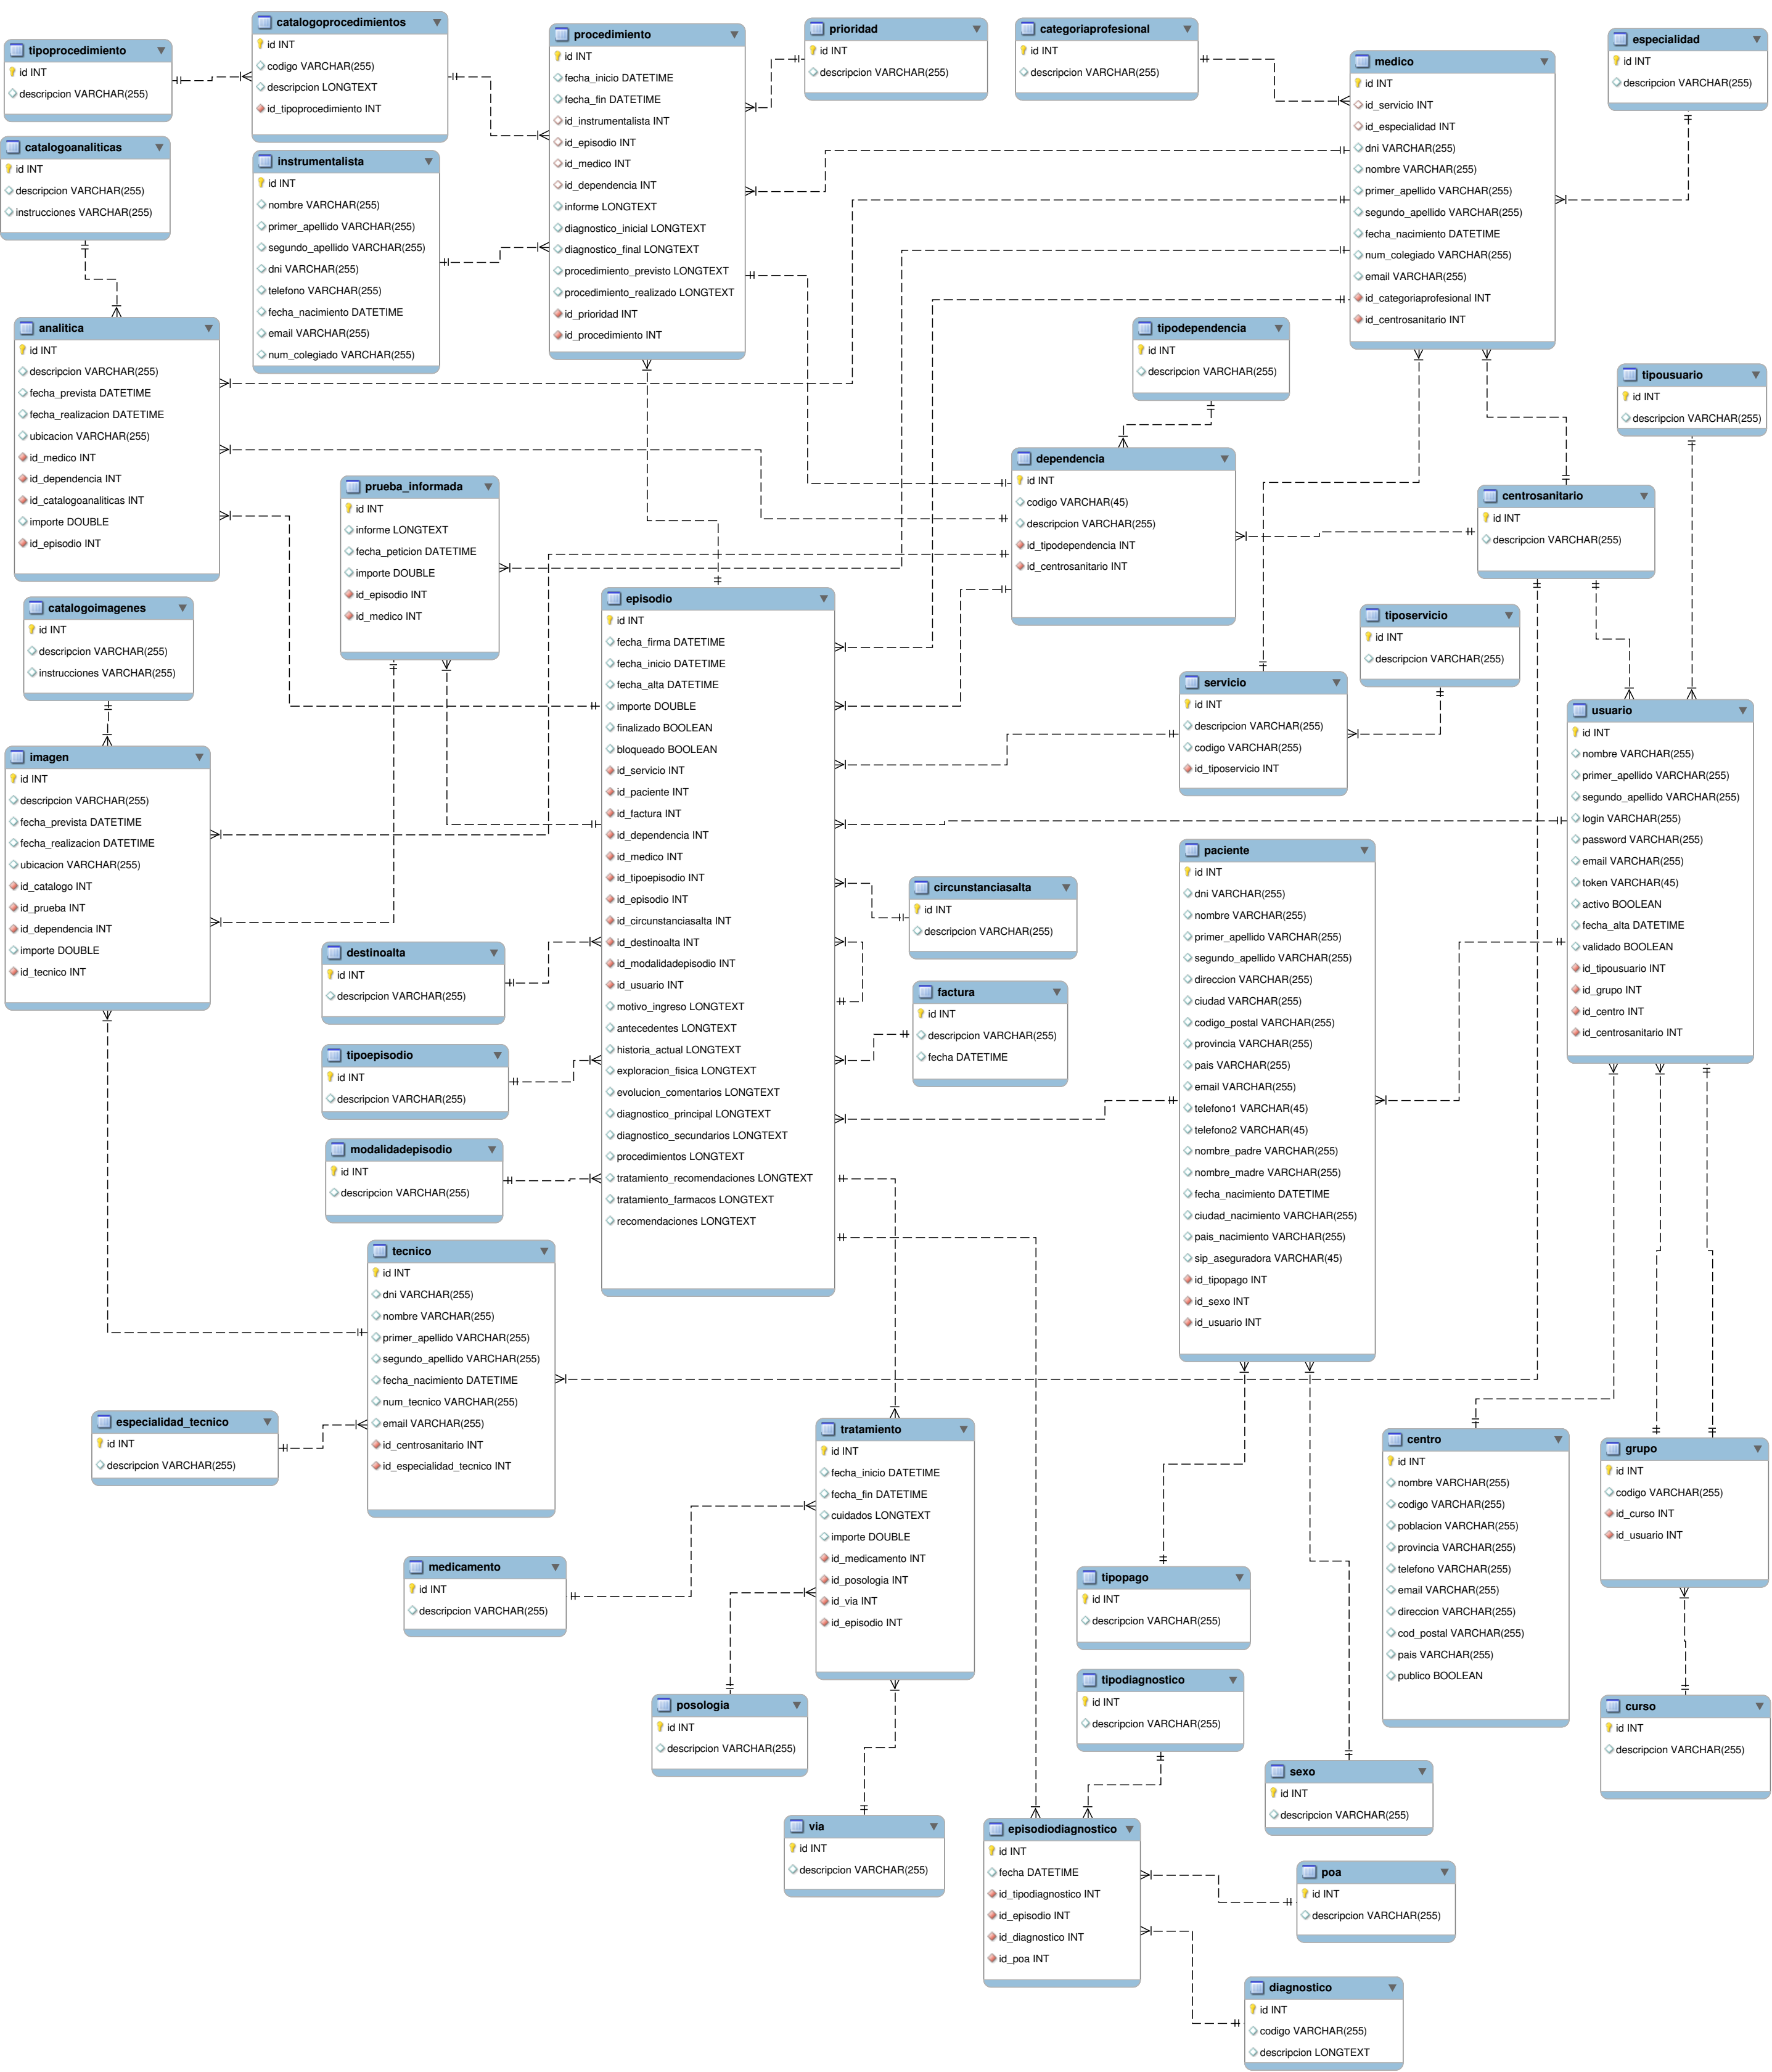 tipoprocedimiento
id INT
descripcion VARCHAR(255)
catalogoprocedimientos
id INT
codigo VARCHAR(255)
descripcion LONGTEXT
id_tipoprocedimiento INT
procedimiento
id INT
fecha_inicio DATETIME
fecha_fin DATETIME
id_instrumentalista INT
id_episodio INT
id_medico INT
id_dependencia INT
informe LONGTEXT
diagnostico_inicial LONGTEXT
diagnostico_final LONGTEXT
procedimiento_previsto LONGTEXT
procedimiento_realizado LONGTEXT
id_prioridad INT
id_procedimiento INT
prioridad
id INT
descripcion VARCHAR(255)
categoriaprofesional
id INT
descripcion VARCHAR(255)
medico
id INT
id_servicio INT
id_especialidad INT
dni VARCHAR(255)
nombre VARCHAR(255)
primer_apellido VARCHAR(255)
segundo_apellido VARCHAR(255)
fecha_nacimiento DATETIME
num_colegiado VARCHAR(255)
email VARCHAR(255)
id_categoriaprofesional INT
id_centrosanitario INT
especialidad
id INT
descripcion VARCHAR(255)
catalogoanaliticas
id INT
descripcion VARCHAR(255)
instrucciones VARCHAR(255)
instrumentalista
id INT
nombre VARCHAR(255)
primer_apellido VARCHAR(255)
segundo_apellido VARCHAR(255)
dni VARCHAR(255)
telefono VARCHAR(255)
fecha_nacimiento DATETIME
email VARCHAR(255)
num_colegiado VARCHAR(255)
analitica
id INT
descripcion VARCHAR(255)
fecha_prevista DATETIME
fecha_realizacion DATETIME
ubicacion VARCHAR(255)
id_medico INT
id_dependencia INT
id_catalogoanaliticas INT
importe DOUBLE
id_episodio INT
tipodependencia
id INT
descripcion VARCHAR(255)
tipousuario
id INT
descripcion VARCHAR(255)
dependencia
id INT
codigo VARCHAR(45)
descripcion VARCHAR(255)
id_tipodependencia INT
id_centrosanitario INT
prueba_informada
id INT
informe LONGTEXT
fecha_peticion DATETIME
importe DOUBLE
id_episodio INT
id_medico INT
centrosanitario
id INT
descripcion VARCHAR(255)
catalogoimagenes
id INT
descripcion VARCHAR(255)
instrucciones VARCHAR(255)
episodio
id INT
fecha_firma DATETIME
fecha_inicio DATETIME
fecha_alta DATETIME
importe DOUBLE
finalizado BOOLEAN
bloqueado BOOLEAN
id_servicio INT
id_paciente INT
id_factura INT
id_dependencia INT
id_medico INT
id_tipoepisodio INT
id_episodio INT
id_circunstanciasalta INT
id_destinoalta INT
id_modalidadepisodio INT
id_usuario INT
motivo_ingreso LONGTEXT
antecedentes LONGTEXT
historia_actual LONGTEXT
exploracion_fisica LONGTEXT
evolucion_comentarios LONGTEXT
diagnostico_principal LONGTEXT
diagnostico_secundarios LONGTEXT
procedimientos LONGTEXT
tratamiento_recomendaciones LONGTEXT
tratamiento_farmacos LONGTEXT
recomendaciones LONGTEXT
tiposervicio
id INT
descripcion VARCHAR(255)
servicio
id INT
descripcion VARCHAR(255)
codigo VARCHAR(255)
id_tiposervicio INT
usuario
id INT
nombre VARCHAR(255)
primer_apellido VARCHAR(255)
segundo_apellido VARCHAR(255)
login VARCHAR(255)
password VARCHAR(255)
email VARCHAR(255)
token VARCHAR(45)
activo BOOLEAN
fecha_alta DATETIME
validado BOOLEAN
id_tipousuario INT
id_grupo INT
id_centro INT
id_centrosanitario INT
imagen
id INT
descripcion VARCHAR(255)
fecha_prevista DATETIME
fecha_realizacion DATETIME
ubicacion VARCHAR(255)
id_catalogo INT
id_prueba INT
id_dependencia INT
importe DOUBLE
id_tecnico INT
paciente
id INT
dni VARCHAR(255)
nombre VARCHAR(255)
primer_apellido VARCHAR(255)
segundo_apellido VARCHAR(255)
direccion VARCHAR(255)
ciudad VARCHAR(255)
codigo_postal VARCHAR(255)
provincia VARCHAR(255)
pais VARCHAR(255)
email VARCHAR(255)
telefono1 VARCHAR(45)
telefono2 VARCHAR(45)
nombre_padre VARCHAR(255)
nombre_madre VARCHAR(255)
fecha_nacimiento DATETIME
ciudad_nacimiento VARCHAR(255)
pais_nacimiento VARCHAR(255)
sip_aseguradora VARCHAR(45)
id_tipopago INT
id_sexo INT
id_usuario INT
circunstanciasalta
id INT
descripcion VARCHAR(255)
destinoalta
id INT
descripcion VARCHAR(255)
factura
id INT
descripcion VARCHAR(255)
fecha DATETIME
tipoepisodio
id INT
descripcion VARCHAR(255)
modalidadepisodio
id INT
descripcion VARCHAR(255)
tecnico
id INT
dni VARCHAR(255)
nombre VARCHAR(255)
primer_apellido VARCHAR(255)
segundo_apellido VARCHAR(255)
fecha_nacimiento DATETIME
num_tecnico VARCHAR(255)
email VARCHAR(255)
id_centrosanitario INT
id_especialidad_tecnico INT
especialidad_tecnico
id INT
descripcion VARCHAR(255)
tratamiento
id INT
fecha_inicio DATETIME
fecha_fin DATETIME
cuidados LONGTEXT
importe DOUBLE
id_medicamento INT
id_posologia INT
id_via INT
id_episodio INT
centro
id INT
nombre VARCHAR(255)
codigo VARCHAR(255)
poblacion VARCHAR(255)
provincia VARCHAR(255)
telefono VARCHAR(255)
email VARCHAR(255)
direccion VARCHAR(255)
cod_postal VARCHAR(255)
pais VARCHAR(255)
publico BOOLEAN
grupo
id INT
codigo VARCHAR(255)
id_curso INT
id_usuario INT
medicamento
id INT
descripcion VARCHAR(255)
tipopago
id INT
descripcion VARCHAR(255)
tipodiagnostico
id INT
descripcion VARCHAR(255)
posologia
id INT
descripcion VARCHAR(255)
curso
id INT
descripcion VARCHAR(255)
sexo
id INT
descripcion VARCHAR(255)
via
id INT
descripcion VARCHAR(255)
episodiodiagnostico
id INT
fecha DATETIME
id_tipodiagnostico INT
id_episodio INT
id_diagnostico INT
id_poa INT
poa
id INT
descripcion VARCHAR(255)
diagnostico
id INT
codigo VARCHAR(255)
descripcion LONGTEXT